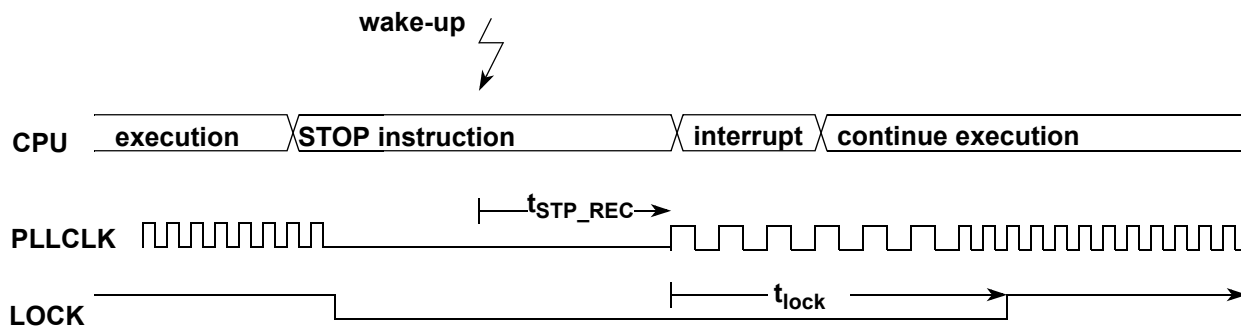 wake-up
CPU execution STOP instruction interrupt continue execution
tSTP_REC
PLLCLK
tlock
LOCK